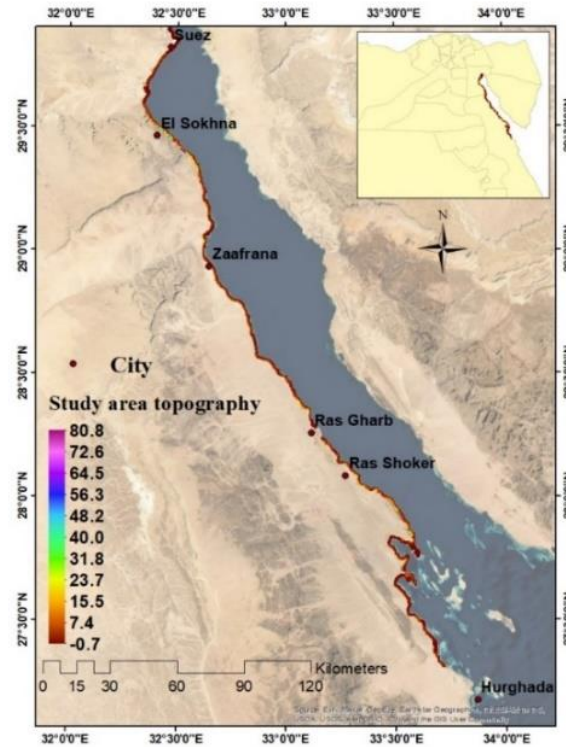 32°0'0"E 32°30'0"E 33°0'0"E 33°30'0"E 34°0'0"E
Suez
29°30'0"N
El Sokhna
N
29°0'0"N
Zaafrana
City
28°30'0"N
Study area topography
80.8
72.6
64.5
56.3
48.2
40.0
31.8
23.7
15.5
7.4
-0.7
Ras Gharb
Ras Shoker
28°0'0"N
27°30'0"N
Kilometers
0 15 30 60 90 120
Hurghada
32°0'0"E 32°30'0"E 33°0'0"E 33°30'0"E 34°0'0"E